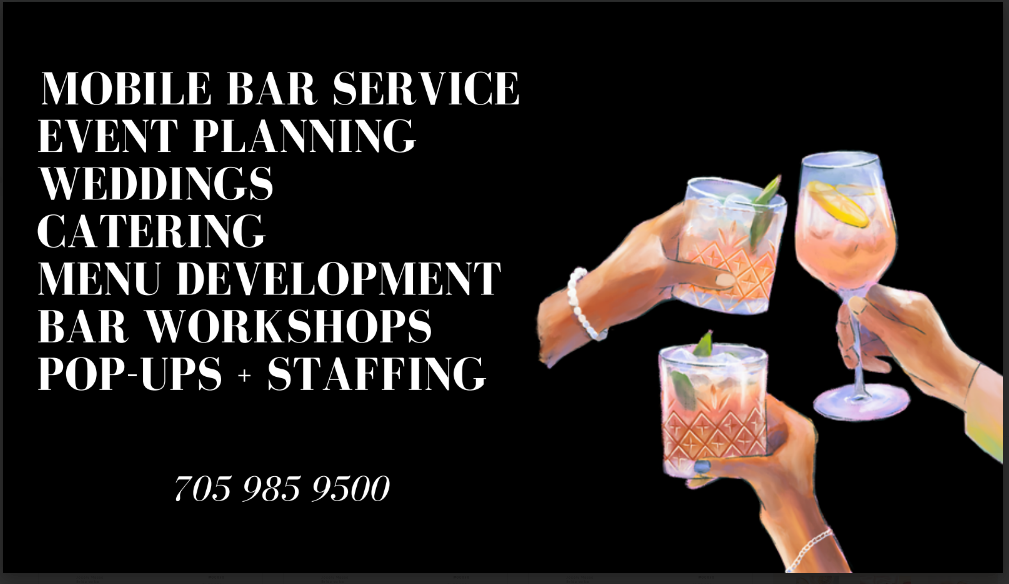 MOBILE BAR SERVICE
EVENT PLANNING
WEDDINGS
CATERING
MENU DEVELOPMENT
BAR WORKSHOPS
POP-UPS + STAFFING
705 985 9500